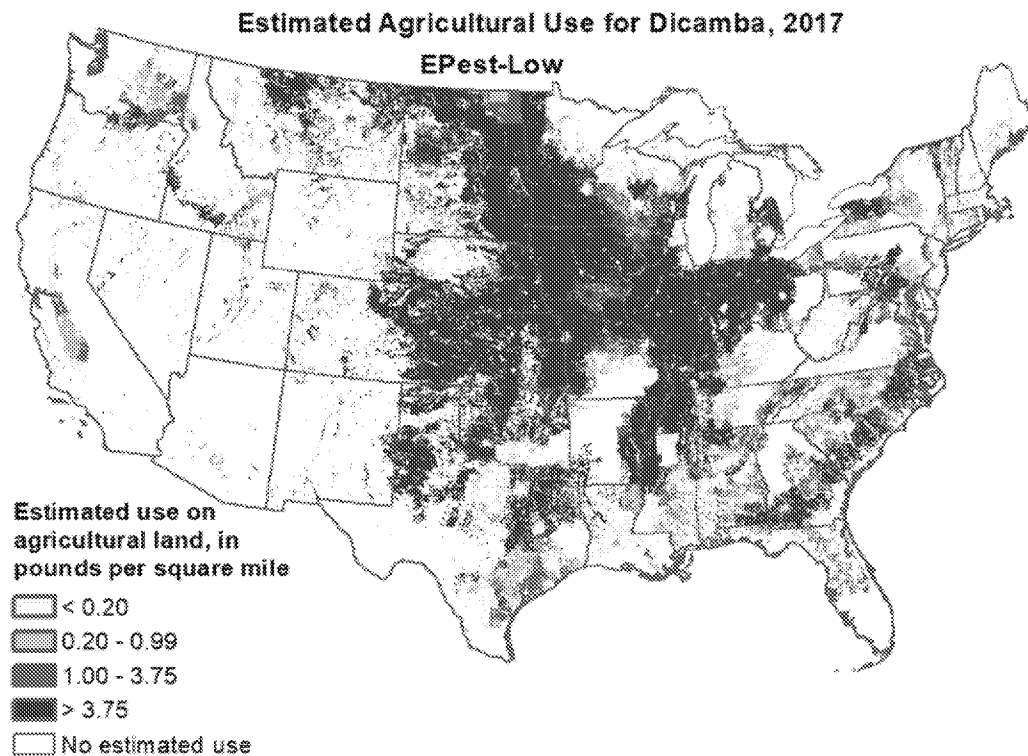 Estimated Agricultural Use for Dicamba, 2017
EPest-Low
Estimated use on
agricultural land, in
pounds per square mile
< 0.20
0.20 - 0.99
1.00 - 3.75
> 3.75
No estimated use